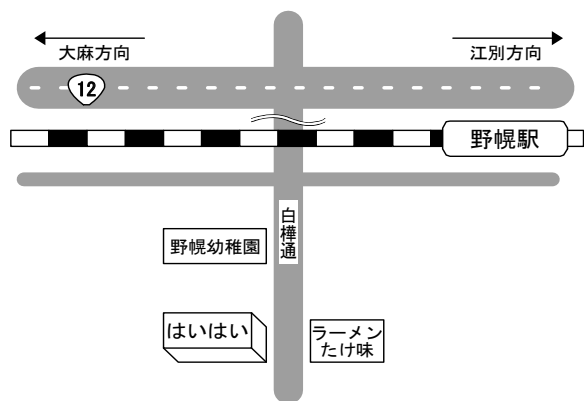 大麻方向
江別方向
12
野幌駅
白樺通
野幌幼稚園
はいはい
ラーメン
たけ味